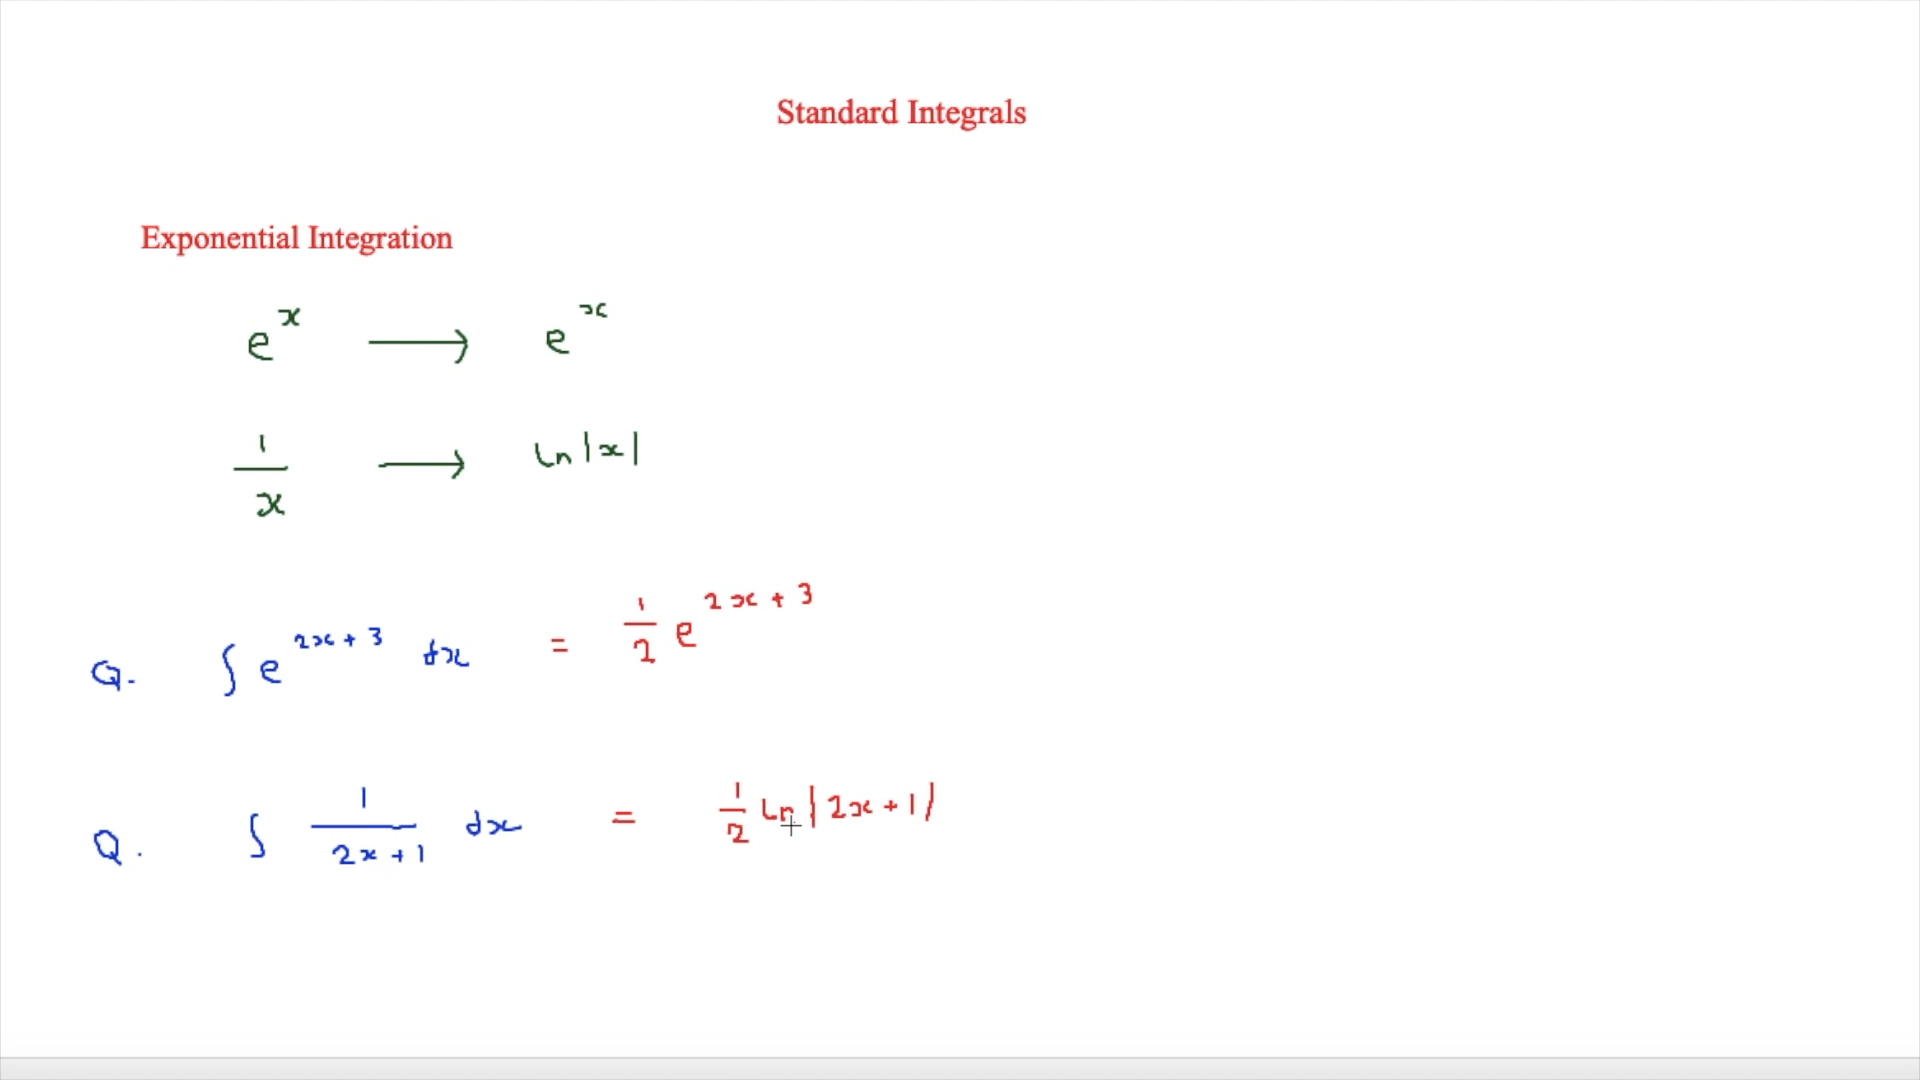 Standard Integrals
Exponential Integration
e^x → e^x
1/x → ln|x|
Q. ∫ e^(2x+3) dx = 1/2 e^(2x+3)
Q. ∫ 1/(2x+1) dx = 1/2 ln|2x+1|